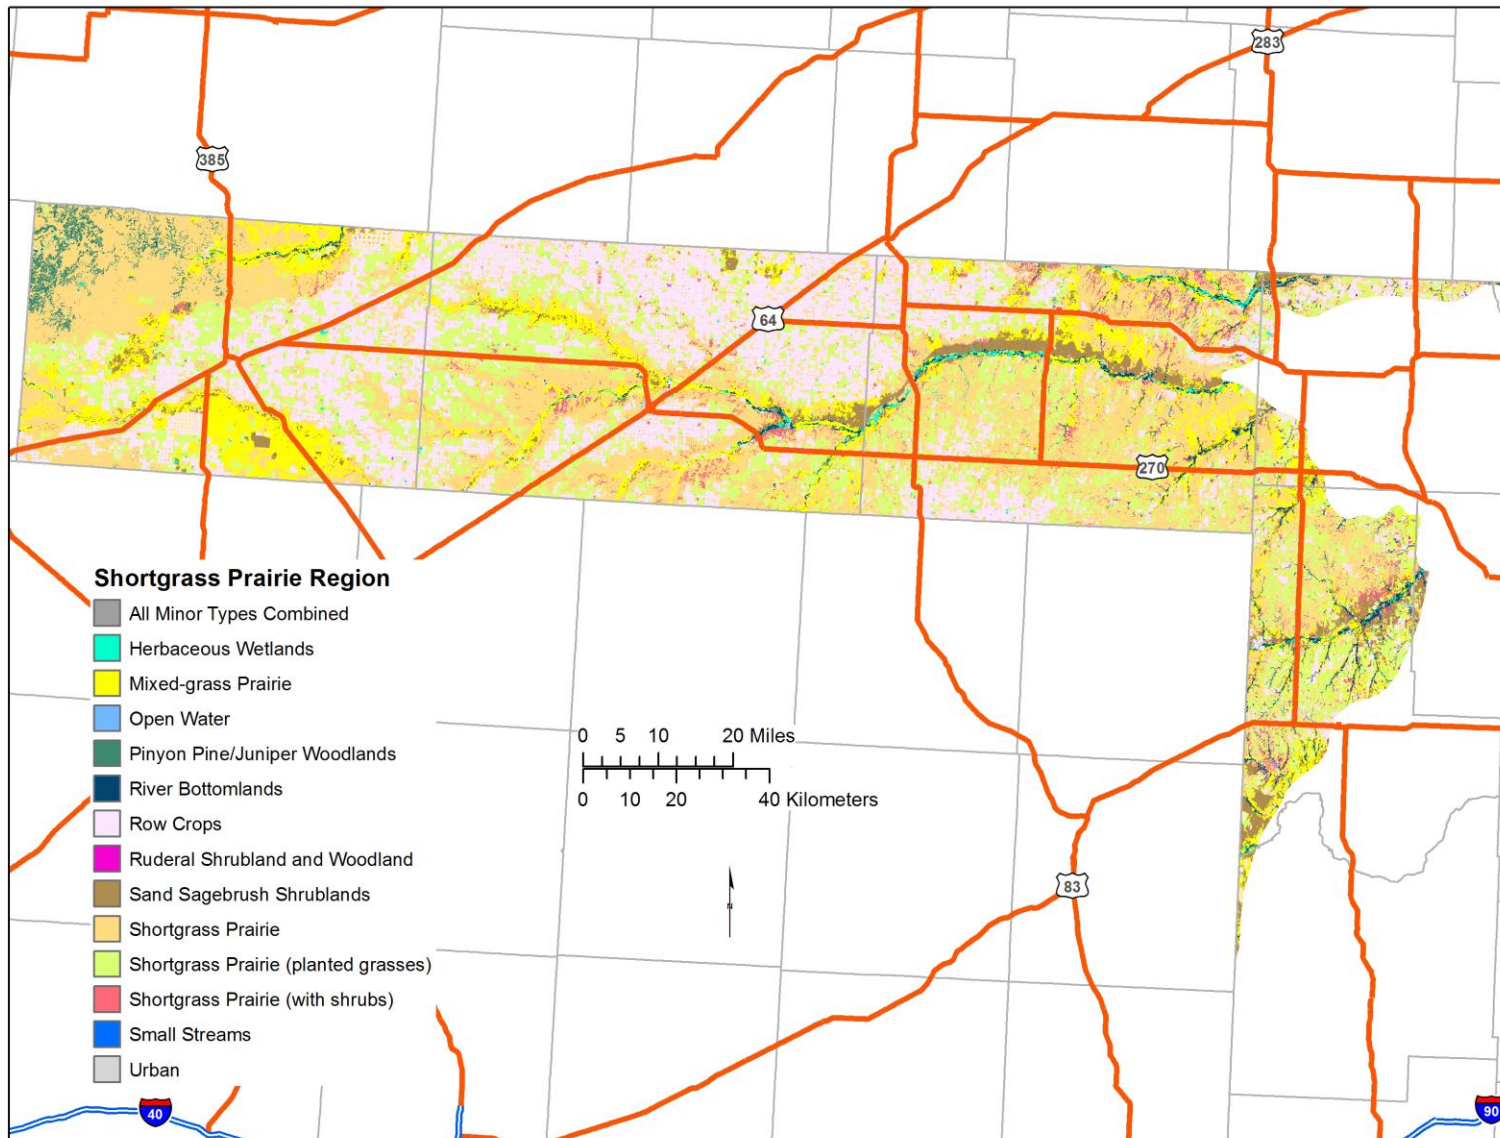 283
385
64
270
Shortgrass Prairie Region
All Minor Types Combined
Herbaceous Wetlands
Mixed-grass Prairie
Open Water
Pinyon Pine/Juniper Woodlands
River Bottomlands
Row Crops
Ruderal Shrubland and Woodland
Sand Sagebrush Shrublands
Shortgrass Prairie
Shortgrass Prairie (planted grasses)
Shortgrass Prairie (with shrubs)
Small Streams
Urban
0 5 10 20 Miles
0 10 20 40 Kilometers
N
83
40
90